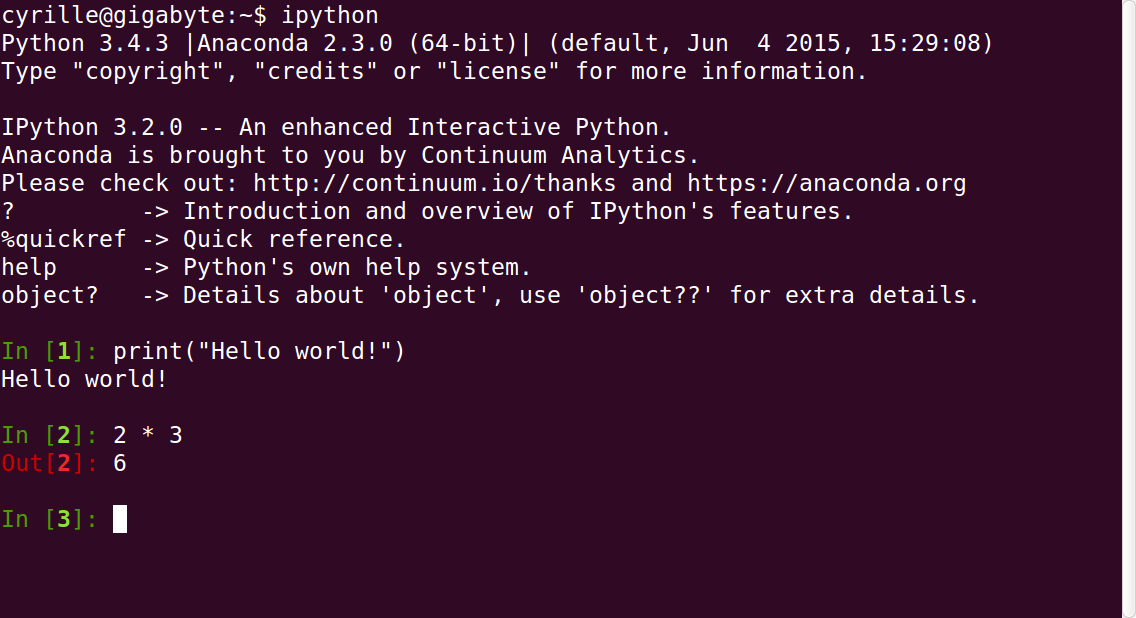 cyrille@gigabyte:~$ ipython
Python 3.4.3 |Anaconda 2.3.0 (64-bit)| (default, Jun  4 2015, 15:29:08)
Type "copyright", "credits" or "license" for more information.

IPython 3.2.0 -- An enhanced Interactive Python.
Anaconda is brought to you by Continuum Analytics.
Please check out: http://continuum.io/thanks and https://anaconda.org
?         -> Introduction and overview of IPython's features.
%quickref -> Quick reference.
help      -> Python's own help system.
object?   -> Details about 'object', use 'object??' for extra details.

In [1]: print("Hello world!")
Hello world!

In [2]: 2 * 3
Out[2]: 6

In [3]: